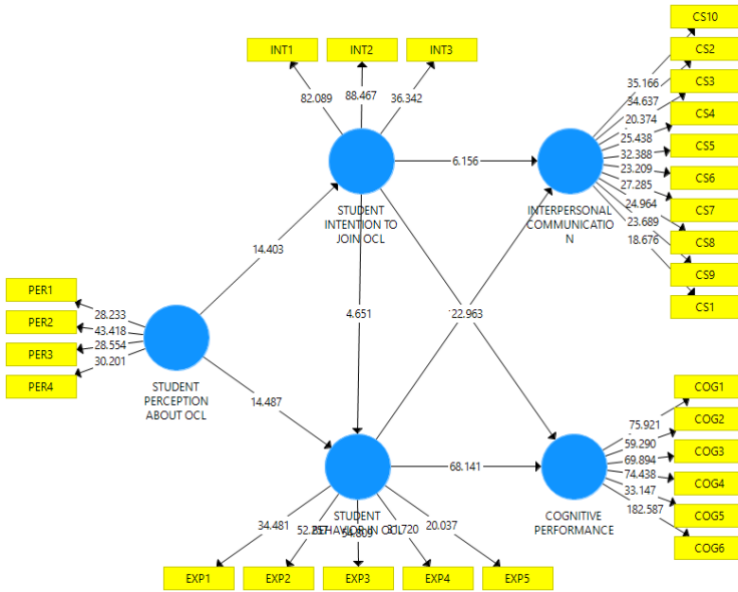 CS10
CS2
CS3
CS4
CS5
CS6
CS7
CS8
CS9
CS1
INT1
INT2
INT3
82.089
88.467
36.342
35.166
34.637
20.374
25.438
32.388
23.209
27.285
24.964
23.689
18.676
6.156
STUDENT
INTENTION TO
JOIN OCL
INTERPERSONAL
COMMUNICATIO
N
14.403
4.651
22.963
PER1
PER2
PER3
PER4
28.233
43.418
28.554
30.201
STUDENT
PERCEPTION
ABOUT OCL
14.487
68.141
COG1
COG2
COG3
COG4
COG5
COG6
75.921
59.290
69.894
74.438
33.147
182.587
STUDENT
BEHAVIOR IN OCL
COGNITIVE
PERFORMANCE
34.481
20.037
EXP1
EXP2
EXP3
EXP4
EXP5